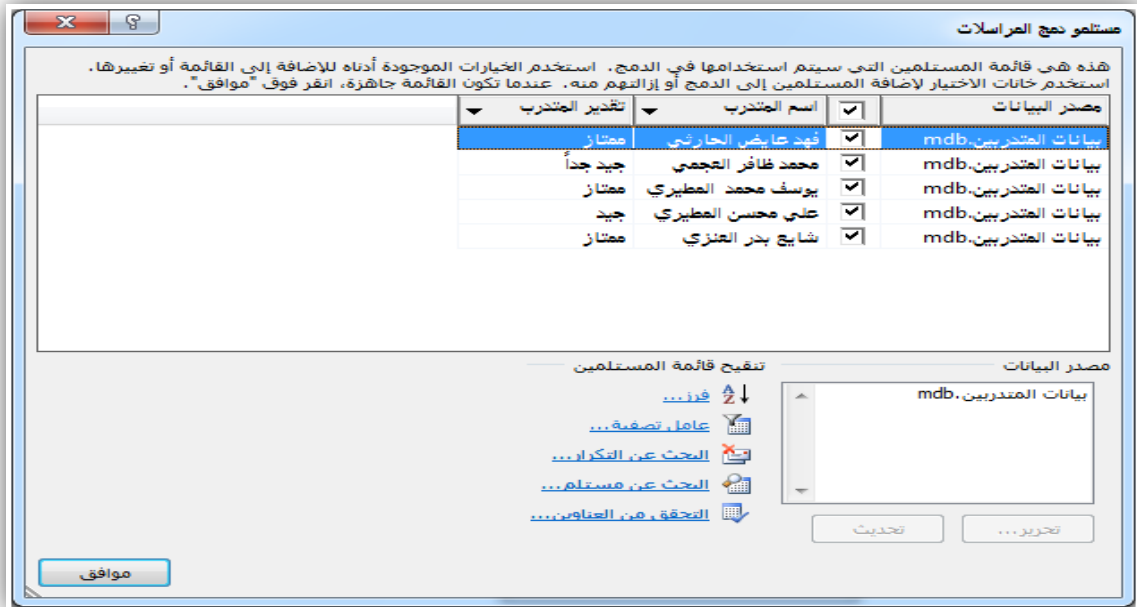 مستلمو دمج المراسلات
هذه هي قائمة المستلمين التي سيتم استخدامها في الدمج. استخدم الخيارات الموجودة أدناه للإضافة إلى القائمة أو تغييرها.
استخدم خانات الاختيار لإضافة المستلمين إلى الدمج أو إزالتهم منه. عندما تكون القائمة جاهزة، انقر فوق "موافق".
مصدر البيانات اسم المتدرب تقدير المتدرب
بيانات المتدربين.mdb فهد عايض الحارثي ممتاز
بيانات المتدربين.mdb محمد ظافر العجمي جيد جداً
بيانات المتدربين.mdb يوسف محمد المطيري ممتاز
بيانات المتدربين.mdb علي محسن المطيري جيد
بيانات المتدربين.mdb شايع بدر العنزي ممتاز
مصدر البيانات
بيانات المتدربين.mdb
تحرير...
تحديث
تنقيح قائمة المستلمين
فرز...
عامل تصفية...
البحث عن التكرار...
البحث عن مستلم...
التحقق من العناوين...
موافق